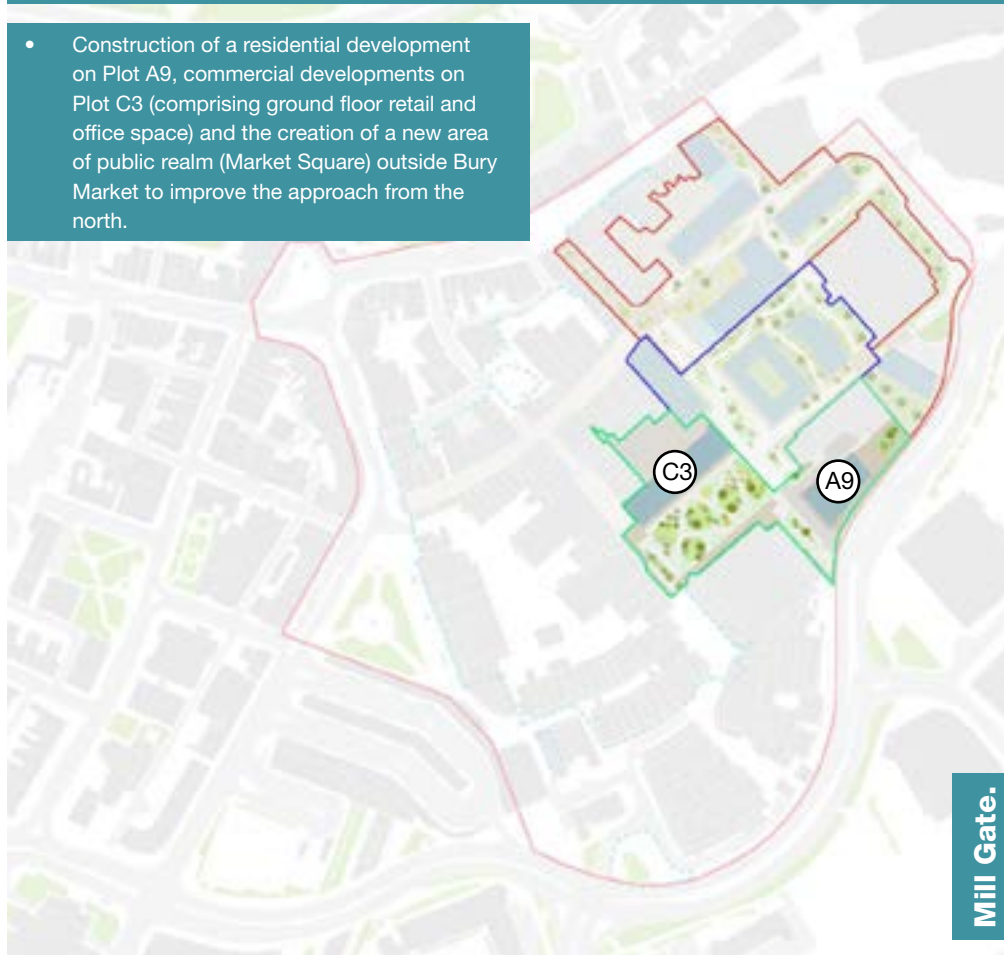 • Construction of a residential development
on Plot A9, commercial developments on
Plot C3 (comprising ground floor retail and
office space) and the creation of a new area
of public realm (Market Square) outside Bury
Market to improve the approach from the
north.
C3
A9
Mill Gate.